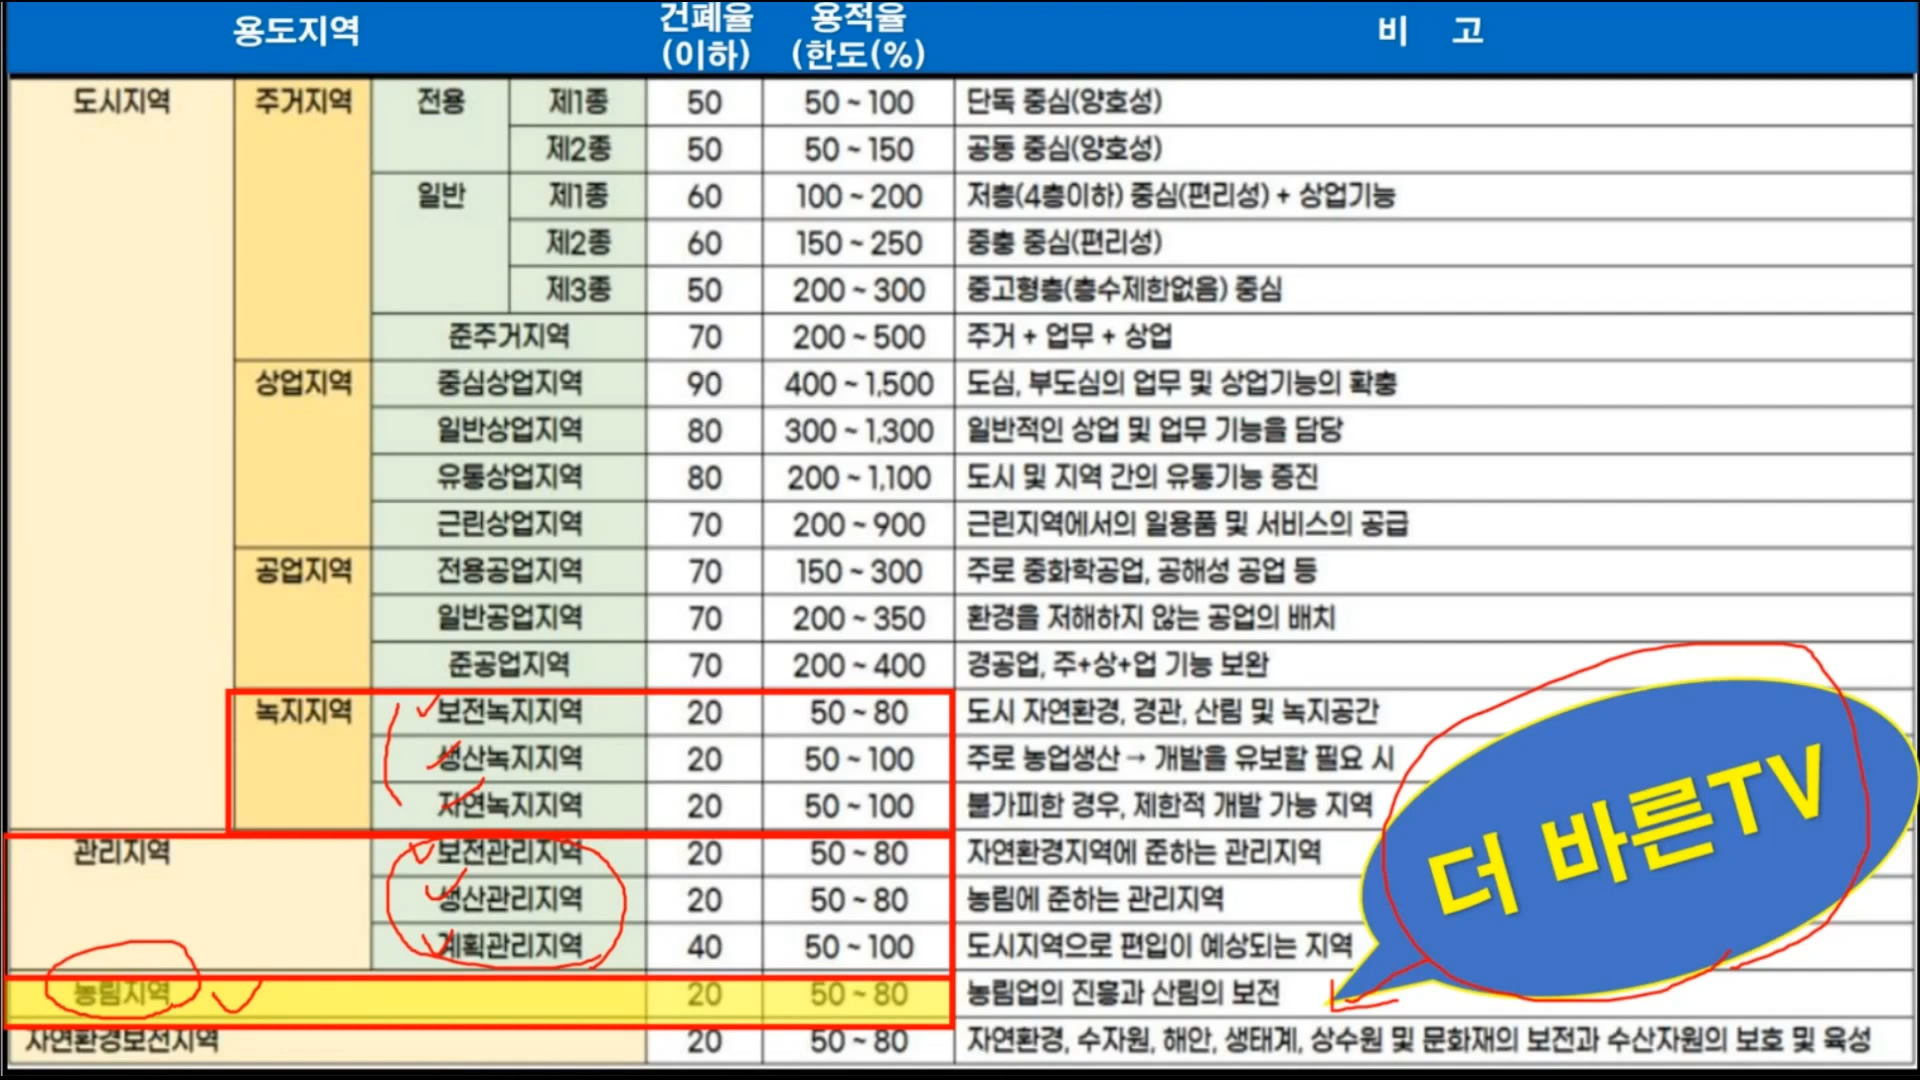 용도지역 건폐율 (이하) 용적율 (한도(%) 비 고
도시지역 주거지역 전용 제1종 50 50 ~ 100 단독 중심(양호성)
제2종 50 50 ~ 150 공동 중심(양호성)
일반 제1종 60 100 ~ 200 저층(4층이하) 중심(편리성) + 상업기능
제2종 60 150 ~ 250 중층 중심(편리성)
제3종 50 200 ~ 300 중고형층(층수제한없음) 중심
준주거지역 70 200 ~ 500 주거 + 업무 + 상업
상업지역 중심상업지역 90 400 ~ 1,500 도심, 부도심의 업무 및 상업기능의 확충
일반상업지역 80 300 ~ 1,300 일반적인 상업 및 업무 기능을 담당
유통상업지역 80 200 ~ 1,100 도시 및 지역 간의 유통기능 증진
근린상업지역 70 200 ~ 900 근린지역에서의 일용품 및 서비스의 공급
공업지역 전용공업지역 70 150 ~ 300 주로 중화학공업, 공해성 공업 등
일반공업지역 70 200 ~ 350 환경을 저해하지 않는 공업의 배치
준공업지역 70 200 ~ 400 경공업, 주+상+업 기능 보완
녹지지역 보전녹지지역 20 50 ~ 80 도시 자연환경, 경관, 산림 및 녹지공간
생산녹지지역 20 50 ~ 100 주로 농업생산 → 개발을 유보할 필요 시
자연녹지지역 20 50 ~ 100 불가피한 경우, 제한적 개발 가능 지역
관리지역 보전관리지역 20 50 ~ 80 자연환경지역에 준하는 관리지역
생산관리지역 20 50 ~ 80 농림에 준하는 관리지역
계획관리지역 40 50 ~ 100 도시지역으로 편입이 예상되는 지역
농림지역 20 50 ~ 80 농림업의 진흥과 산림의 보전
자연환경보전지역 20 50 ~ 80 자연환경, 수자원, 해안, 생태계, 상수원 및 문화재의 보전과 수산자원의 보호 및 육성
더 바른TV